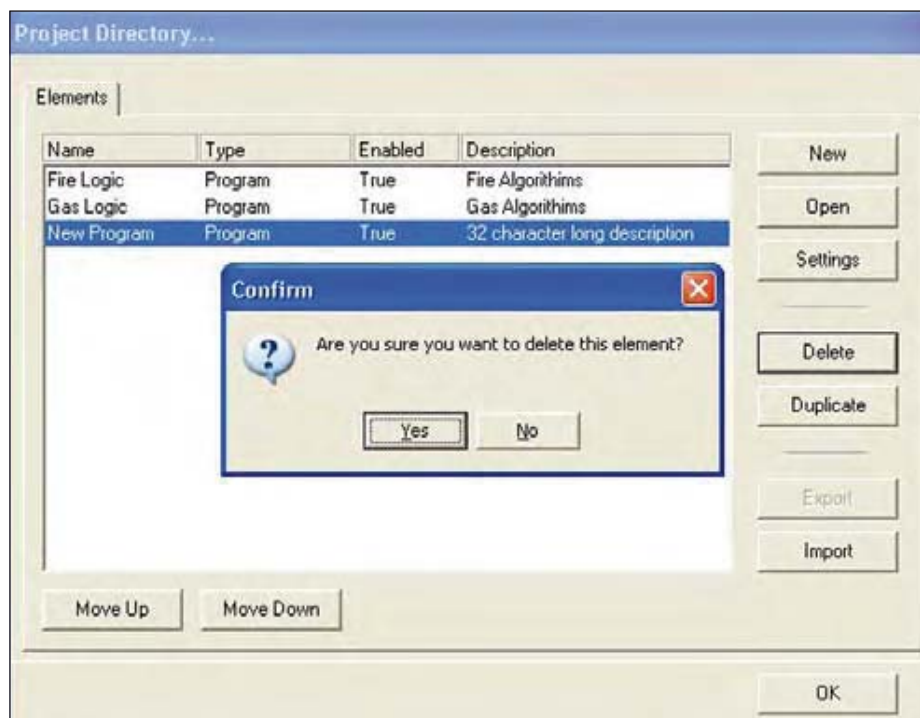 Project Directory...
Elements
Name Type Enabled Description
Fire Logic Program True Fire Algorithims
Gas Logic Program True Gas Algorithims
New Program Program True 32 character long description
New
Open
Settings
Delete
Duplicate
Export
Import
Confirm
Are you sure you want to delete this element?
Yes No
Move Up Move Down
OK